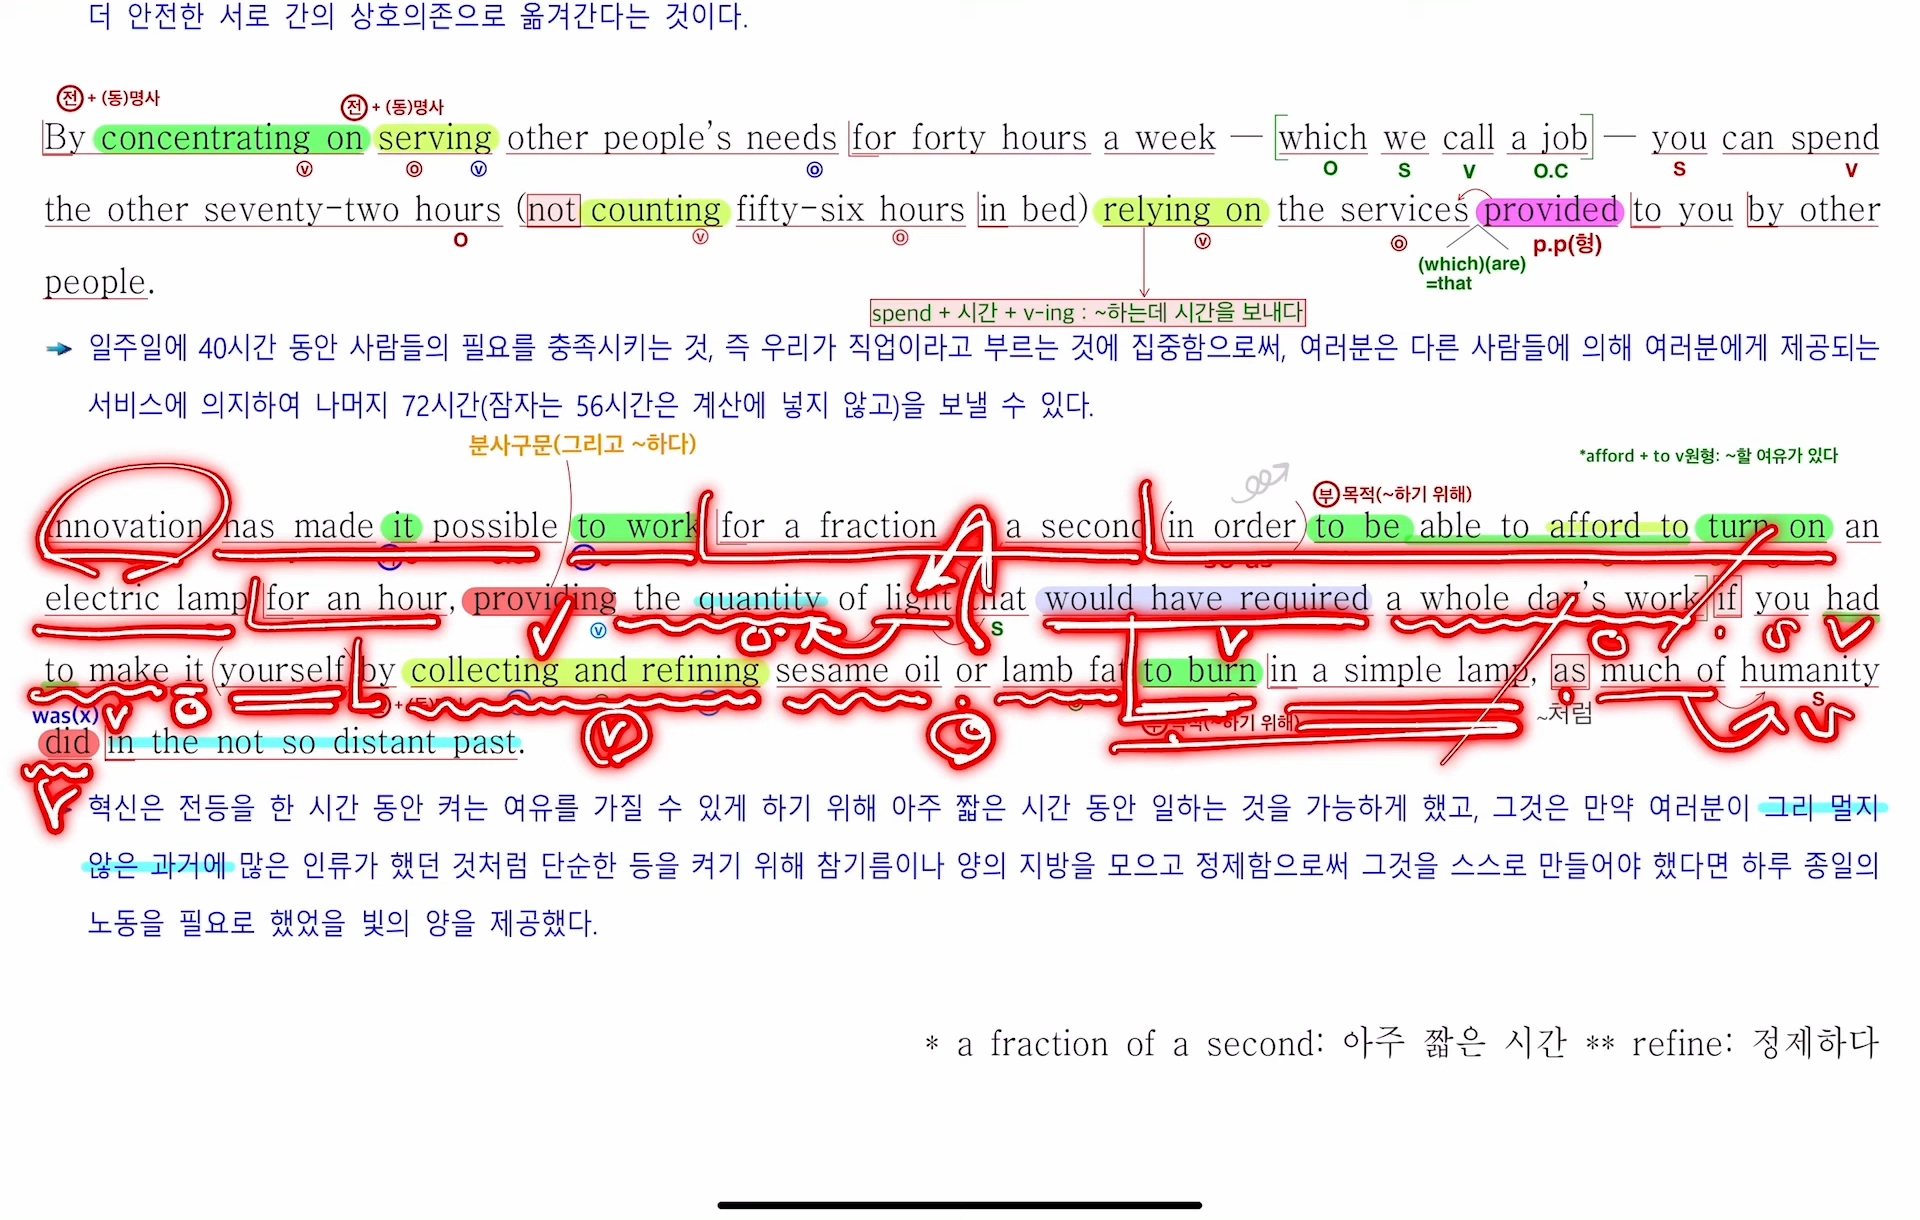 더 안전한 서로 간의 상호의존으로 옮겨간다는 것이다.
전 + (동)명사 전 + (동)명사
By concentrating on serving other people's needs for forty hours a week — which we call a job — you can spend
v o v o O S V O.C S V
the other seventy-two hours (not counting fifty-six hours in bed) relying on the services provided to you by other
O v o v o p.p(형)
(which)(are)
=that
people.
spend + 시간 + v-ing : ~하는데 시간을 보내다
일주일에 40시간 동안 사람들의 필요를 충족시키는 것, 즉 우리가 직업이라고 부르는 것에 집중함으로써, 여러분은 다른 사람들에 의해 여러분에게 제공되는
서비스에 의지하여 나머지 72시간(잠자는 56시간은 계산에 넣지 않고)을 보낼 수 있다.
분사구문(그리고 ~하다) *afford + to v원형: ~할 여유가 있다
부 목적(~하기 위해)
Innovation has made it possible to work for a fraction a second (in order) to be able to afford to turn on an
electric lamp for an hour, providing the quantity of light that would have required a whole day's work if you had
v O S V O S V
to make it (yourself) by collecting and refining sesame oil or lamb fat to burn in a simple lamp, as much of humanity
was(x) V O V O 목적(~하기 위해) ~처럼 S
did in the not so distant past.
V
혁신은 전등을 한 시간 동안 켜는 여유를 가질 수 있게 하기 위해 아주 짧은 시간 동안 일하는 것을 가능하게 했고, 그것은 만약 여러분이 그리 멀지
않은 과거에 많은 인류가 했던 것처럼 단순한 등을 켜기 위해 참기름이나 양의 지방을 모으고 정제함으로써 그것을 스스로 만들어야 했다면 하루 종일의
노동을 필요로 했었을 빛의 양을 제공했다.
* a fraction of a second: 아주 짧은 시간 ** refine: 정제하다